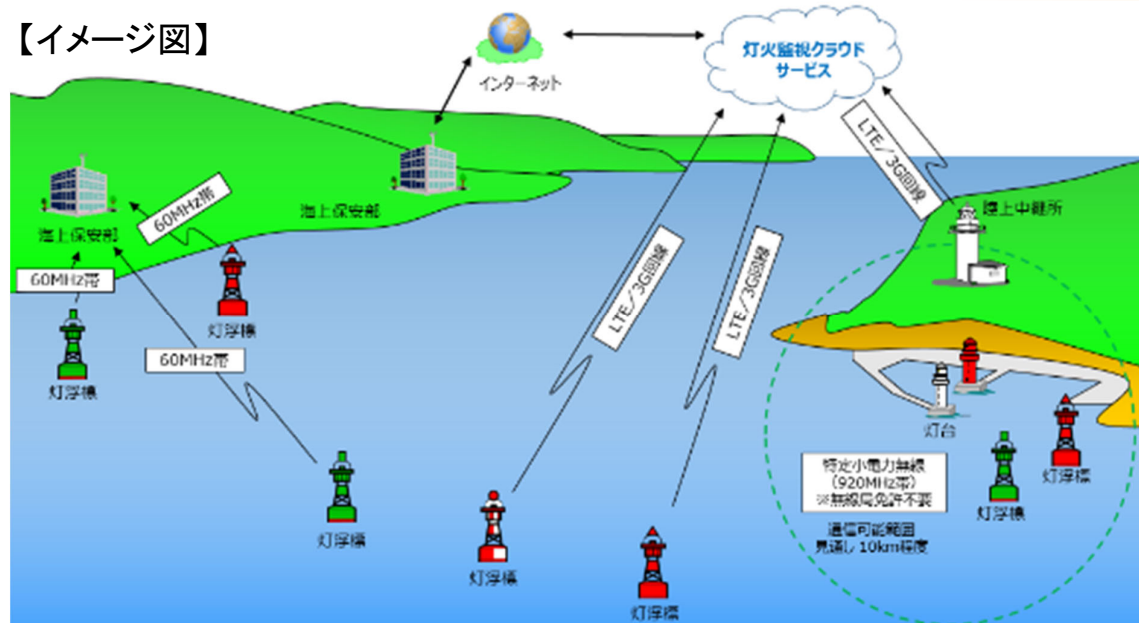 【イメージ図】
インターネット
灯火監視クラウド
サービス
LTE/3G回線
陸上中継所
海上保安部
60MHz帯
海上保安部
60MHz帯
灯浮標
灯浮標
60MHz帯
LTE/3G回線
LTE/3G回線
灯台
灯浮標
灯浮標
特定小電力無線
（920MHz帯）
※無線局免許不要
通信可能範囲
見通し 10km程度
灯浮標
灯浮標
灯浮標